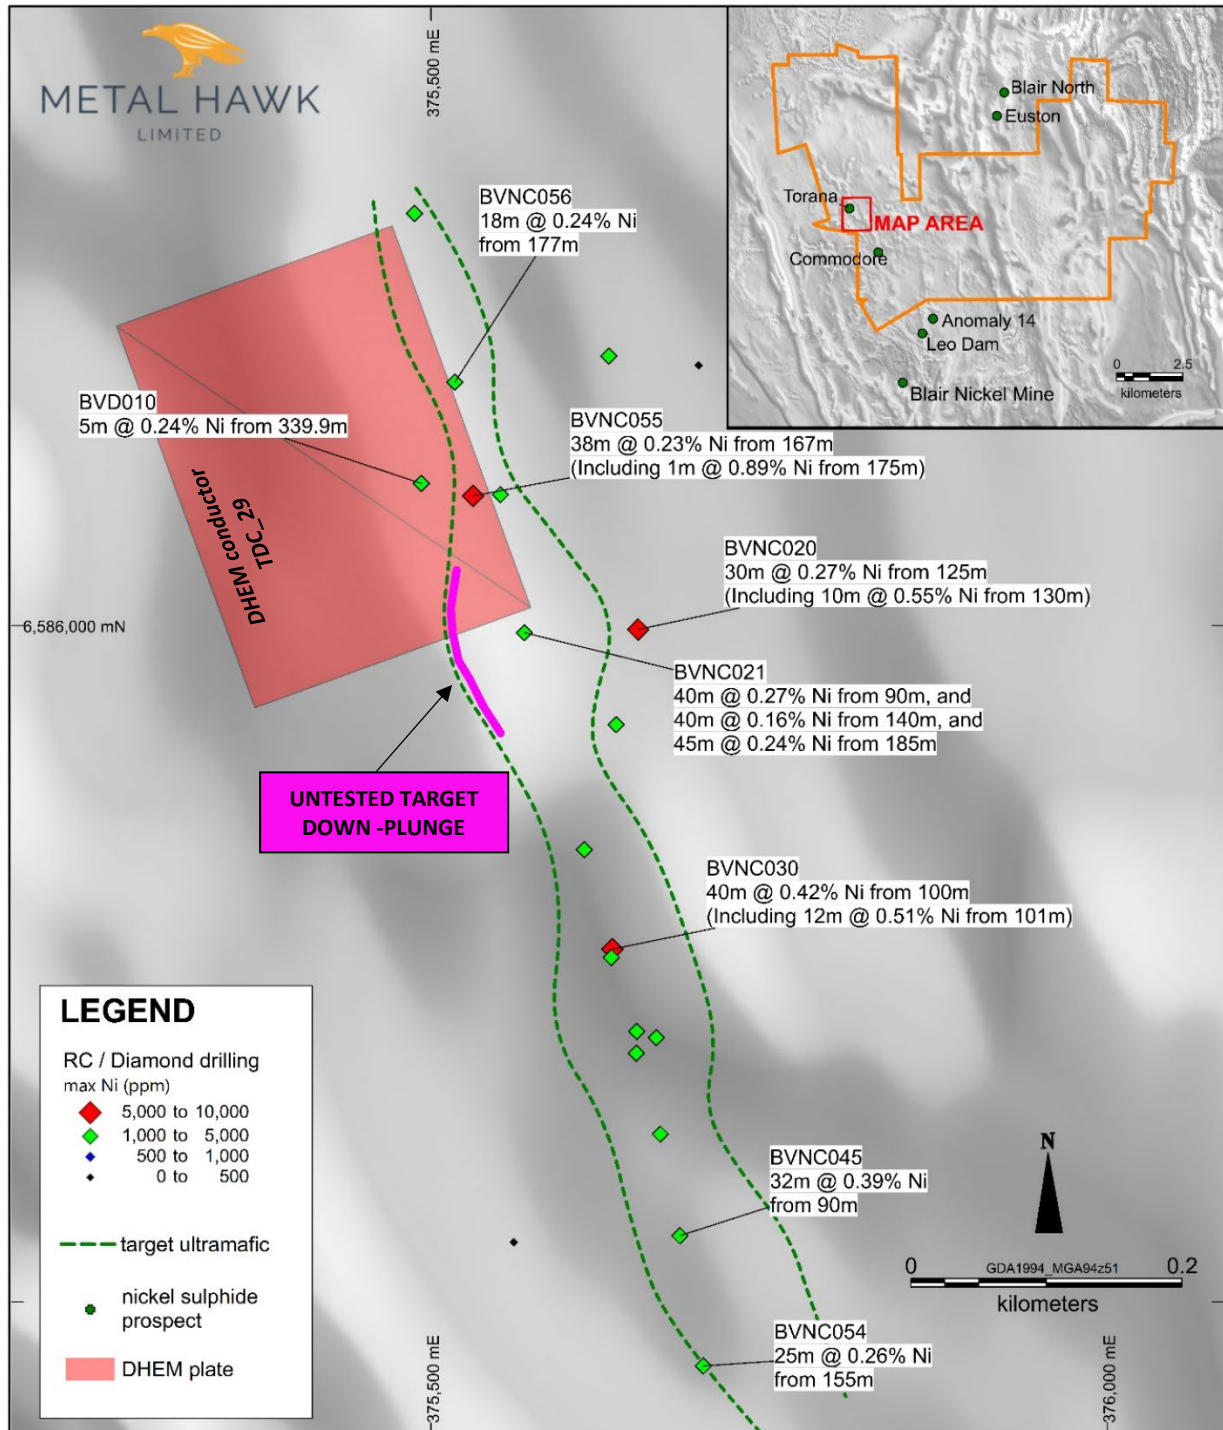 METAL HAWK
LIMITED
375,500 mE
Blair North
Euston
Torana
MAP AREA
Commodore
Anomaly 14
Leo Dam
Blair Nickel Mine
0 2.5
kilometers
BVNC056
18m @ 0.24% Ni
from 177m
BVD010
5m @ 0.24% Ni from 339.9m
BVNC055
38m @ 0.23% Ni from 167m
(Including 1m @ 0.89% Ni from 175m)
DHEM conductor
TDC_29
BVNC020
30m @ 0.27% Ni from 125m
(Including 10m @ 0.55% Ni from 130m)
6,586,000 mN
BVNC021
40m @ 0.27% Ni from 90m, and
40m @ 0.16% Ni from 140m, and
45m @ 0.24% Ni from 185m
UNTESTED TARGET
DOWN -PLUNGE
BVNC030
40m @ 0.42% Ni from 100m
(Including 12m @ 0.51% Ni from 101m)
LEGEND
RC / Diamond drilling
max Ni (ppm)
5,000 to 10,000
1,000 to 5,000
500 to 1,000
0 to 500
target ultramafic
nickel sulphide
prospect
DHEM plate
BVNC045
32m @ 0.39% Ni
from 90m
N
0 GDA1994_MGA94z51 0.2
kilometers
BVNC054
25m @ 0.26% Ni
from 155m
375,500 mE
376,000 mE